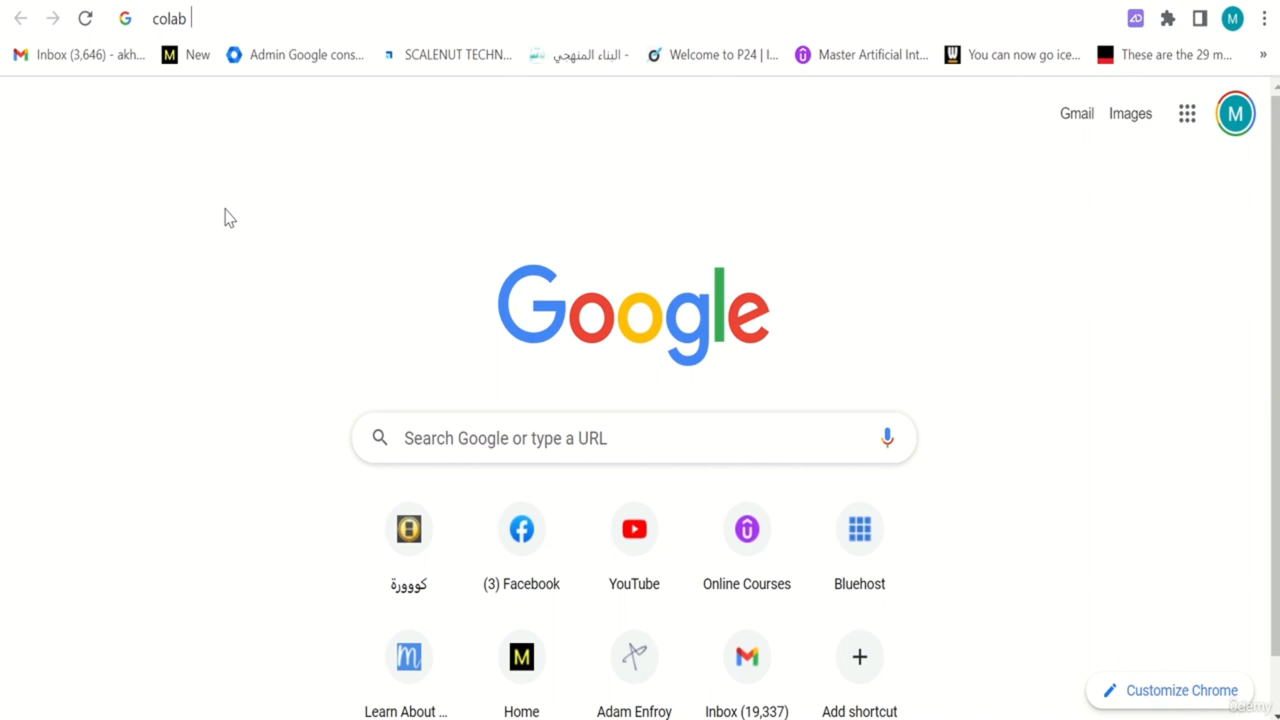 colab
Inbox (3,646) - akh...
New
Admin Google cons...
SCALENUT TECHN...
البناء المنهجي - 
Welcome to P24 | I...
Master Artificial Int...
You can now go ice...
These are the 29 m...
»
M
Gmail
Images
M
Google
Search Google or type a URL
كووورة
(3) Facebook
YouTube
Online Courses
Bluehost
Learn About ...
Home
Adam Enfroy
Inbox (19,337)
Add shortcut
Customize Chrome
Udemy